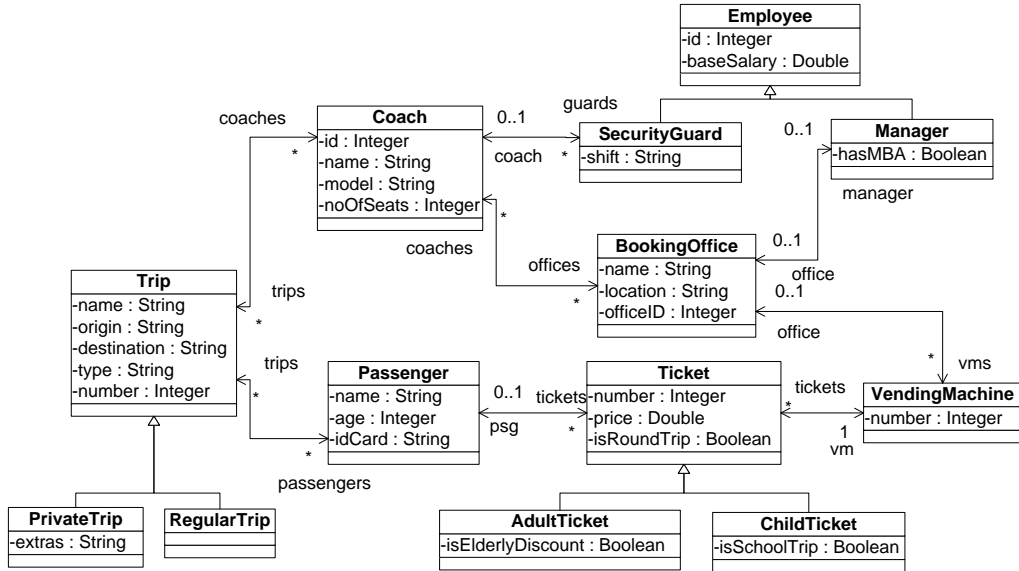 Employee
-id : Integer
-baseSalary : Double
coaches
*
Coach
-id : Integer
-name : String
-model : String
-noOfSeats : Integer
0..1
coach
guards
*
SecurityGuard
-shift : String
0..1
Manager
-hasMBA : Boolean
manager
*
coaches
offices
*
BookingOffice
-name : String
-location : String
-officeID : Integer
0..1
office
0..1
office
Trip
-name : String
-origin : String
-destination : String
-type : String
-number : Integer
trips
*
trips
*
Passenger
-name : String
-age : Integer
-idCard : String
*
passengers
0..1
psg
tickets
*
Ticket
-number : Integer
-price : Double
-isRoundTrip : Boolean
tickets
*
*
vms
VendingMachine
-number : Integer
1
vm
PrivateTrip
-extras : String
RegularTrip
AdultTicket
-isElderlyDiscount : Boolean
ChildTicket
-isSchoolTrip : Boolean